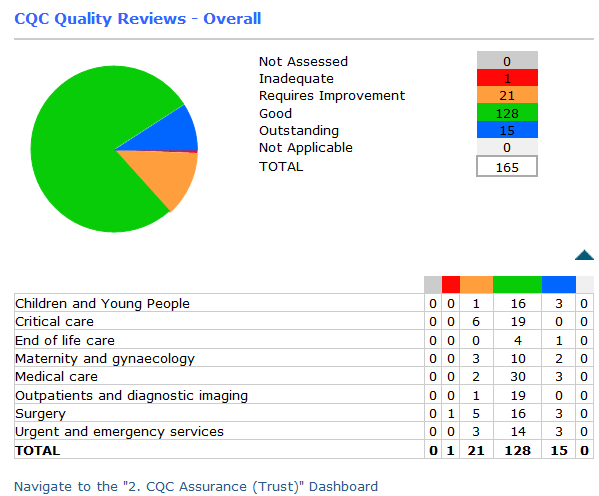 CQC Quality Reviews - Overall
Not Assessed 0
Inadequate 1
Requires Improvement 21
Good 128
Outstanding 15
Not Applicable 0
TOTAL 165
Children and Young People 0 0 1 16 3 0
Critical care 0 0 6 19 0 0
End of life care 0 0 0 4 1 0
Maternity and gynaecology 0 0 3 10 2 0
Medical care 0 0 2 30 3 0
Outpatients and diagnostic imaging 0 0 1 19 0 0
Surgery 0 1 5 16 3 0
Urgent and emergency services 0 0 3 14 3 0
TOTAL 0 1 21 128 15 0
Navigate to the "2. CQC Assurance (Trust)" Dashboard